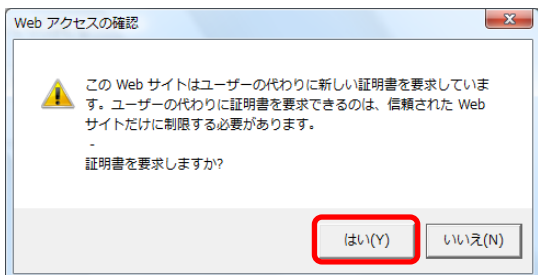 Web アクセスの確認
この Web サイトはユーザーの代わりに新しい証明書を要求していま
す。ユーザーの代わりに証明書を要求できるのは、信頼された Web
サイトだけに制限する必要があります。
-
証明書を要求しますか?
はい(Y)
いいえ(N)